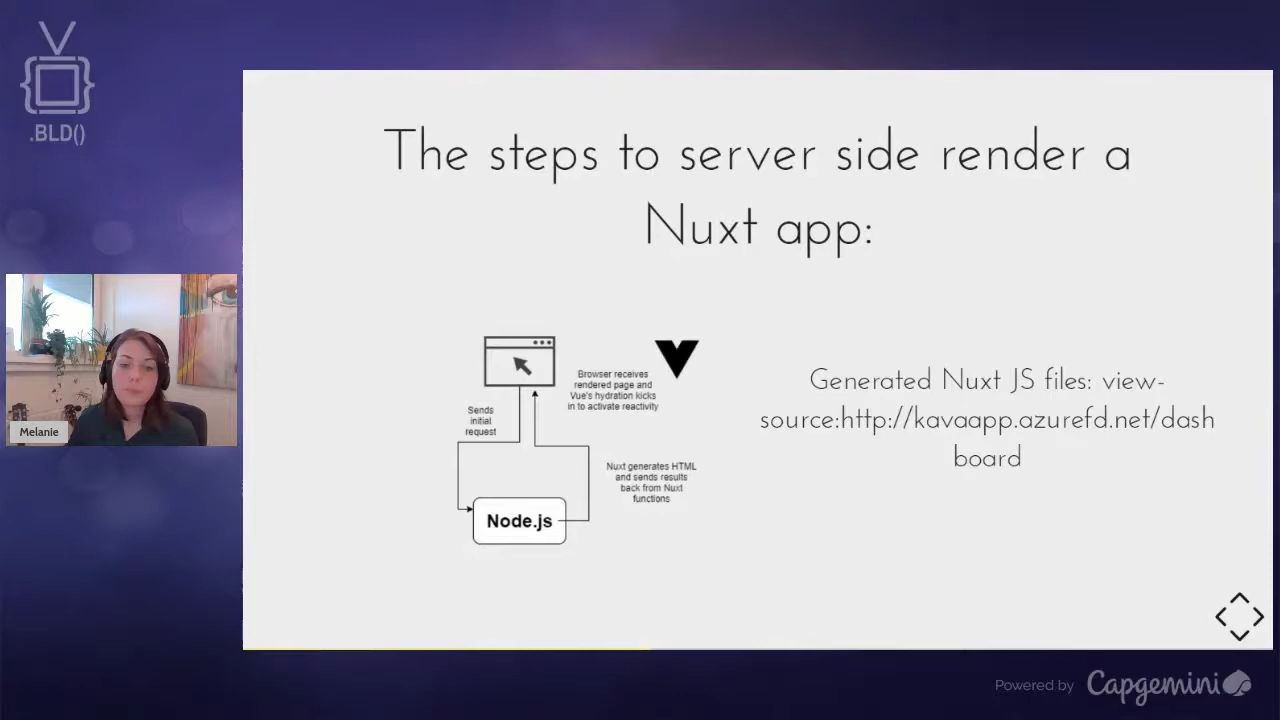 .BLD()
The steps to server side render a
Nuxt app:
Browser receives
rendered page and
Vue's hydration kicks
in to activate reactivity
Sends
initial
request
Nuxt generates HTML
and sends results
back from Nuxt
functions
Node.js
Generated Nuxt JS files: view-
source:http://kavaapp.azurefd.net/dash
board
Melanie
Powered by Capgemini